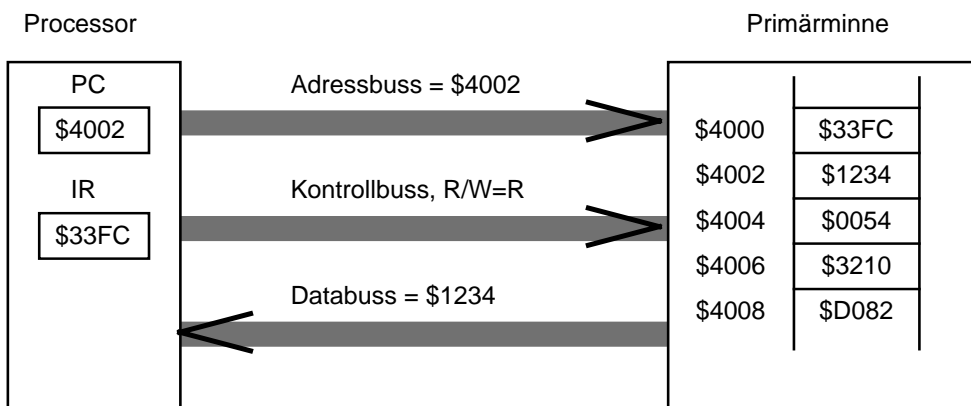 Processor
Primärminne
PC
Adressbuss = $4002
$4002
$4000 $33FC
IR
Kontrollbuss, R/W=R
$4002 $1234
$33FC
$4004 $0054
$4006 $3210
Databuss = $1234
$4008 $D082